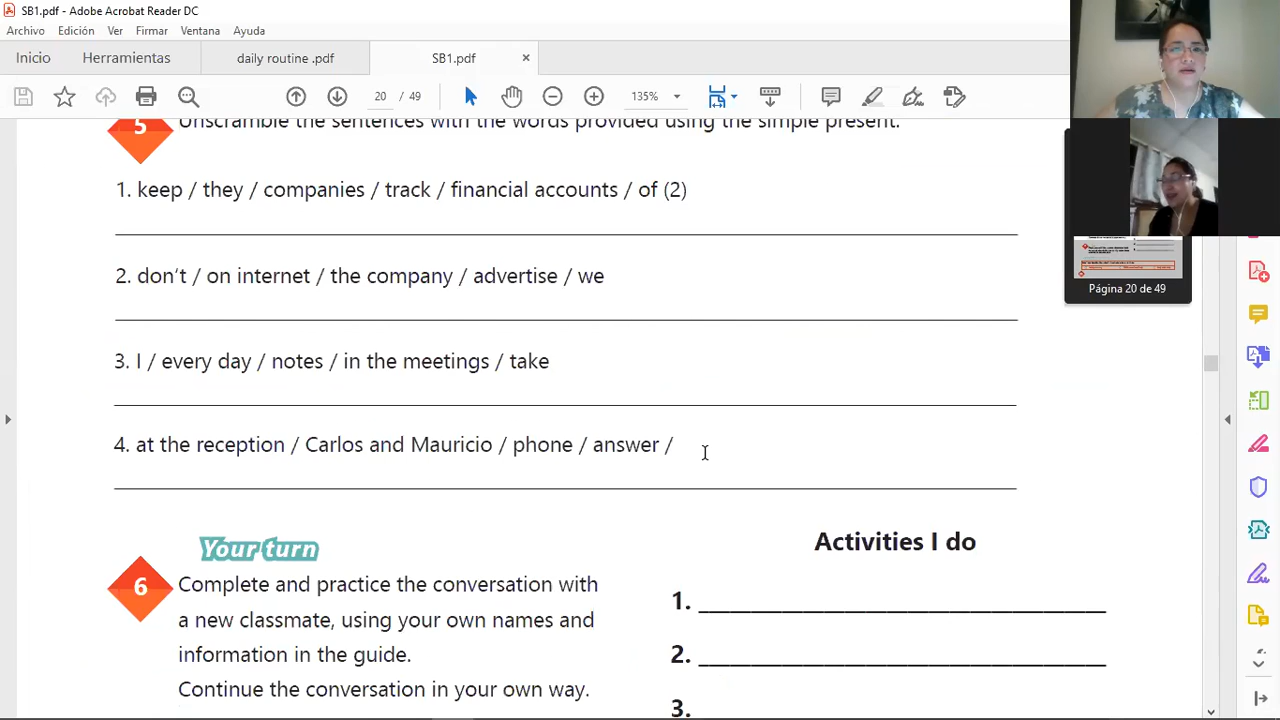 SB1.pdf - Adobe Acrobat Reader DC
Archivo Edición Ver Firmar Ventana Ayuda
Inicio Herramientas daily routine .pdf SB1.pdf ×
20 / 49 135%
5 Unscramble the sentences with the words provided using the simple present.
1. keep / they / companies / track / financial accounts / of (2)
2. don't / on internet / the company / advertise / we
Página 20 de 49
3. I / every day / notes / in the meetings / take
4. at the reception / Carlos and Mauricio / phone / answer /
Your turn
Activities I do
6 Complete and practice the conversation with
a new classmate, using your own names and
information in the guide.
Continue the conversation in your own way.
1.
2.
3.